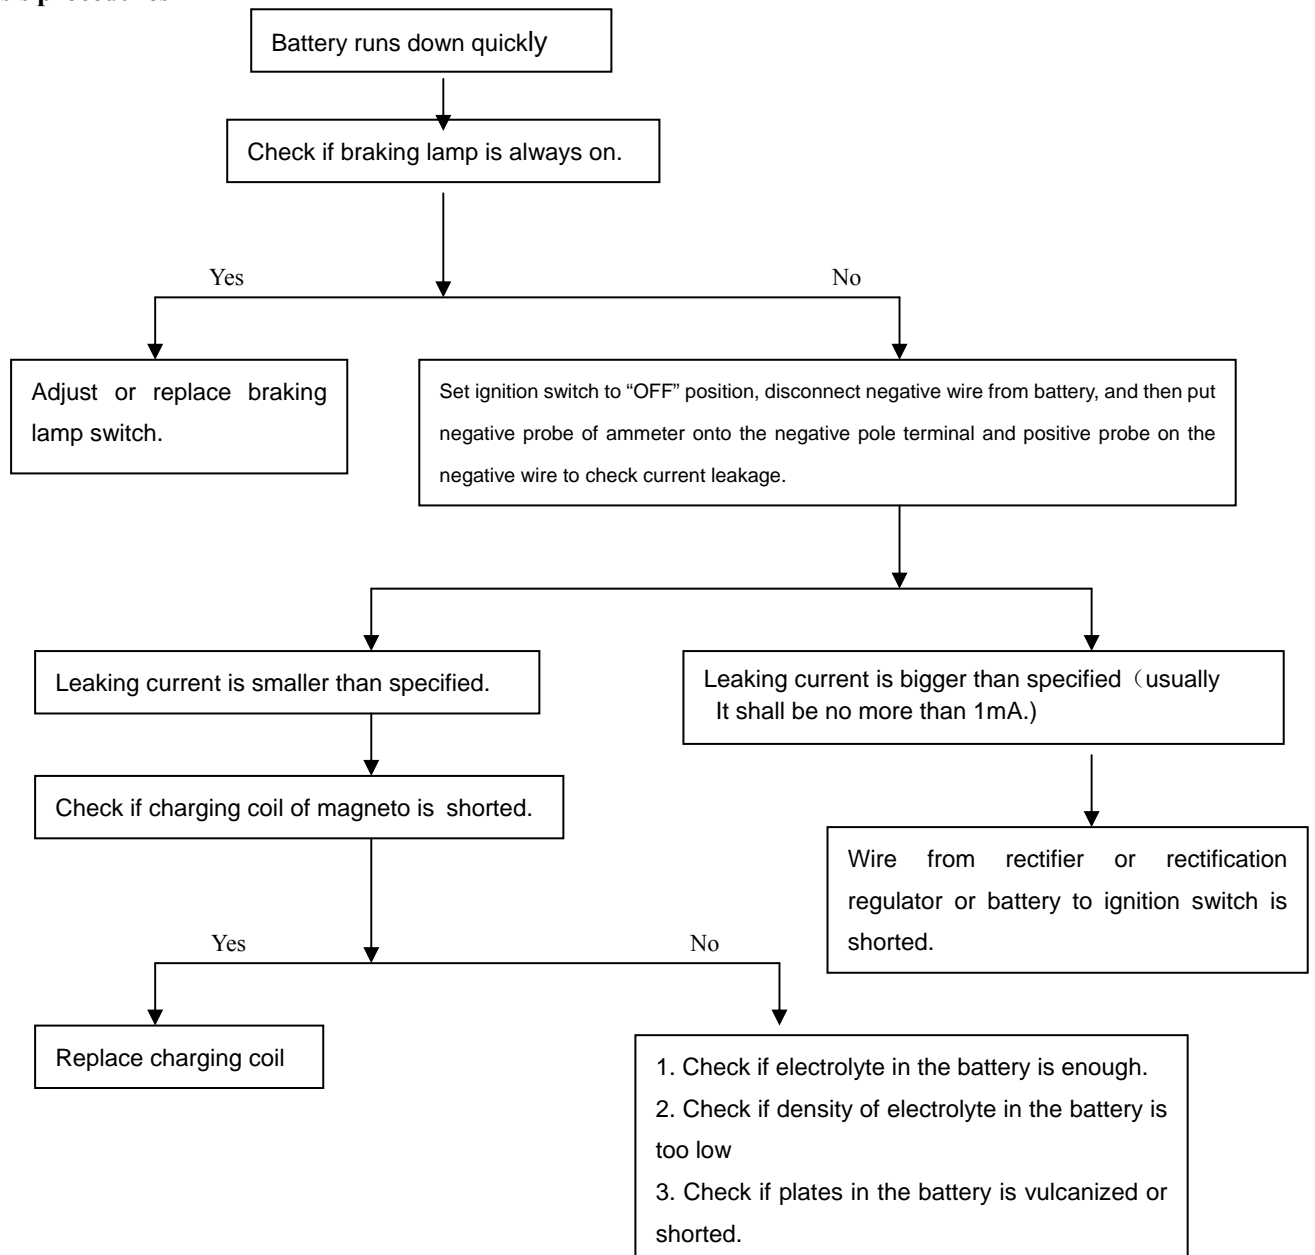 Battery runs down quickly
Check if braking lamp is always on.
Yes
No
Adjust or replace braking
lamp switch.
Set ignition switch to “OFF” position, disconnect negative wire from battery, and then put
negative probe of ammeter onto the negative pole terminal and positive probe on the
negative wire to check current leakage.
Leaking current is smaller than specified.
Leaking current is bigger than specified（usually
It shall be no more than 1mA.)
Check if charging coil of magneto is shorted.
Wire from rectifier or rectification
regulator or battery to ignition switch is
shorted.
Yes
No
Replace charging coil
1. Check if electrolyte in the battery is enough.
2. Check if density of electrolyte in the battery is
too low
3. Check if plates in the battery is vulcanized or
shorted.